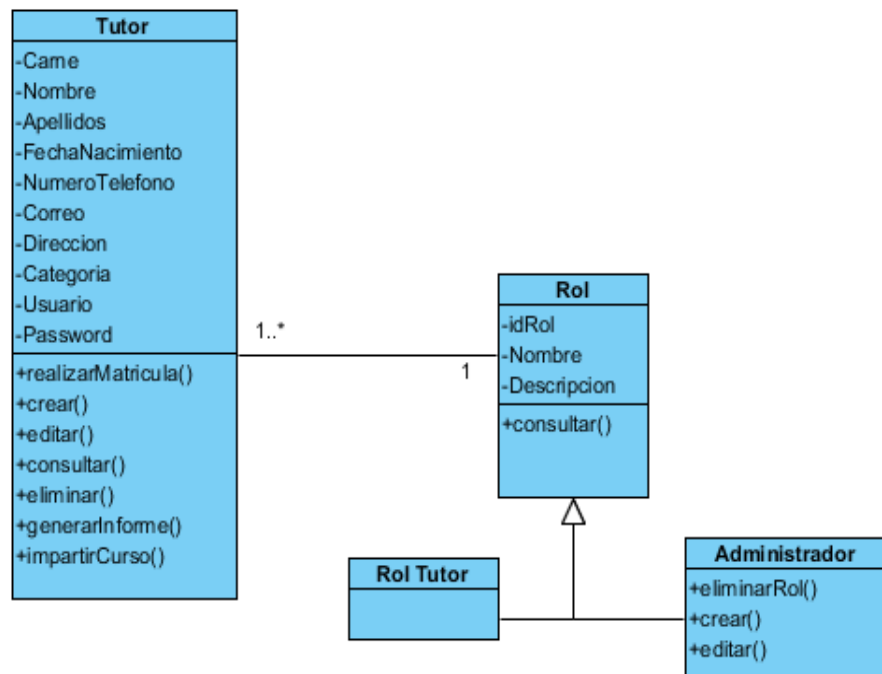 Tutor
-Carne
-Nombre
-Apellidos
-FechaNacimiento
-NumeroTelefono
-Correo
-Direccion
-Categoria
-Usuario
-Password
+realizarMatricula()
+crear()
+editar()
+consultar()
+eliminar()
+generarInforme()
+impartirCurso()
1..*
1
Rol
-idRol
-Nombre
-Descripcion
+consultar()
Rol Tutor
Administrador
+eliminarRol()
+crear()
+editar()